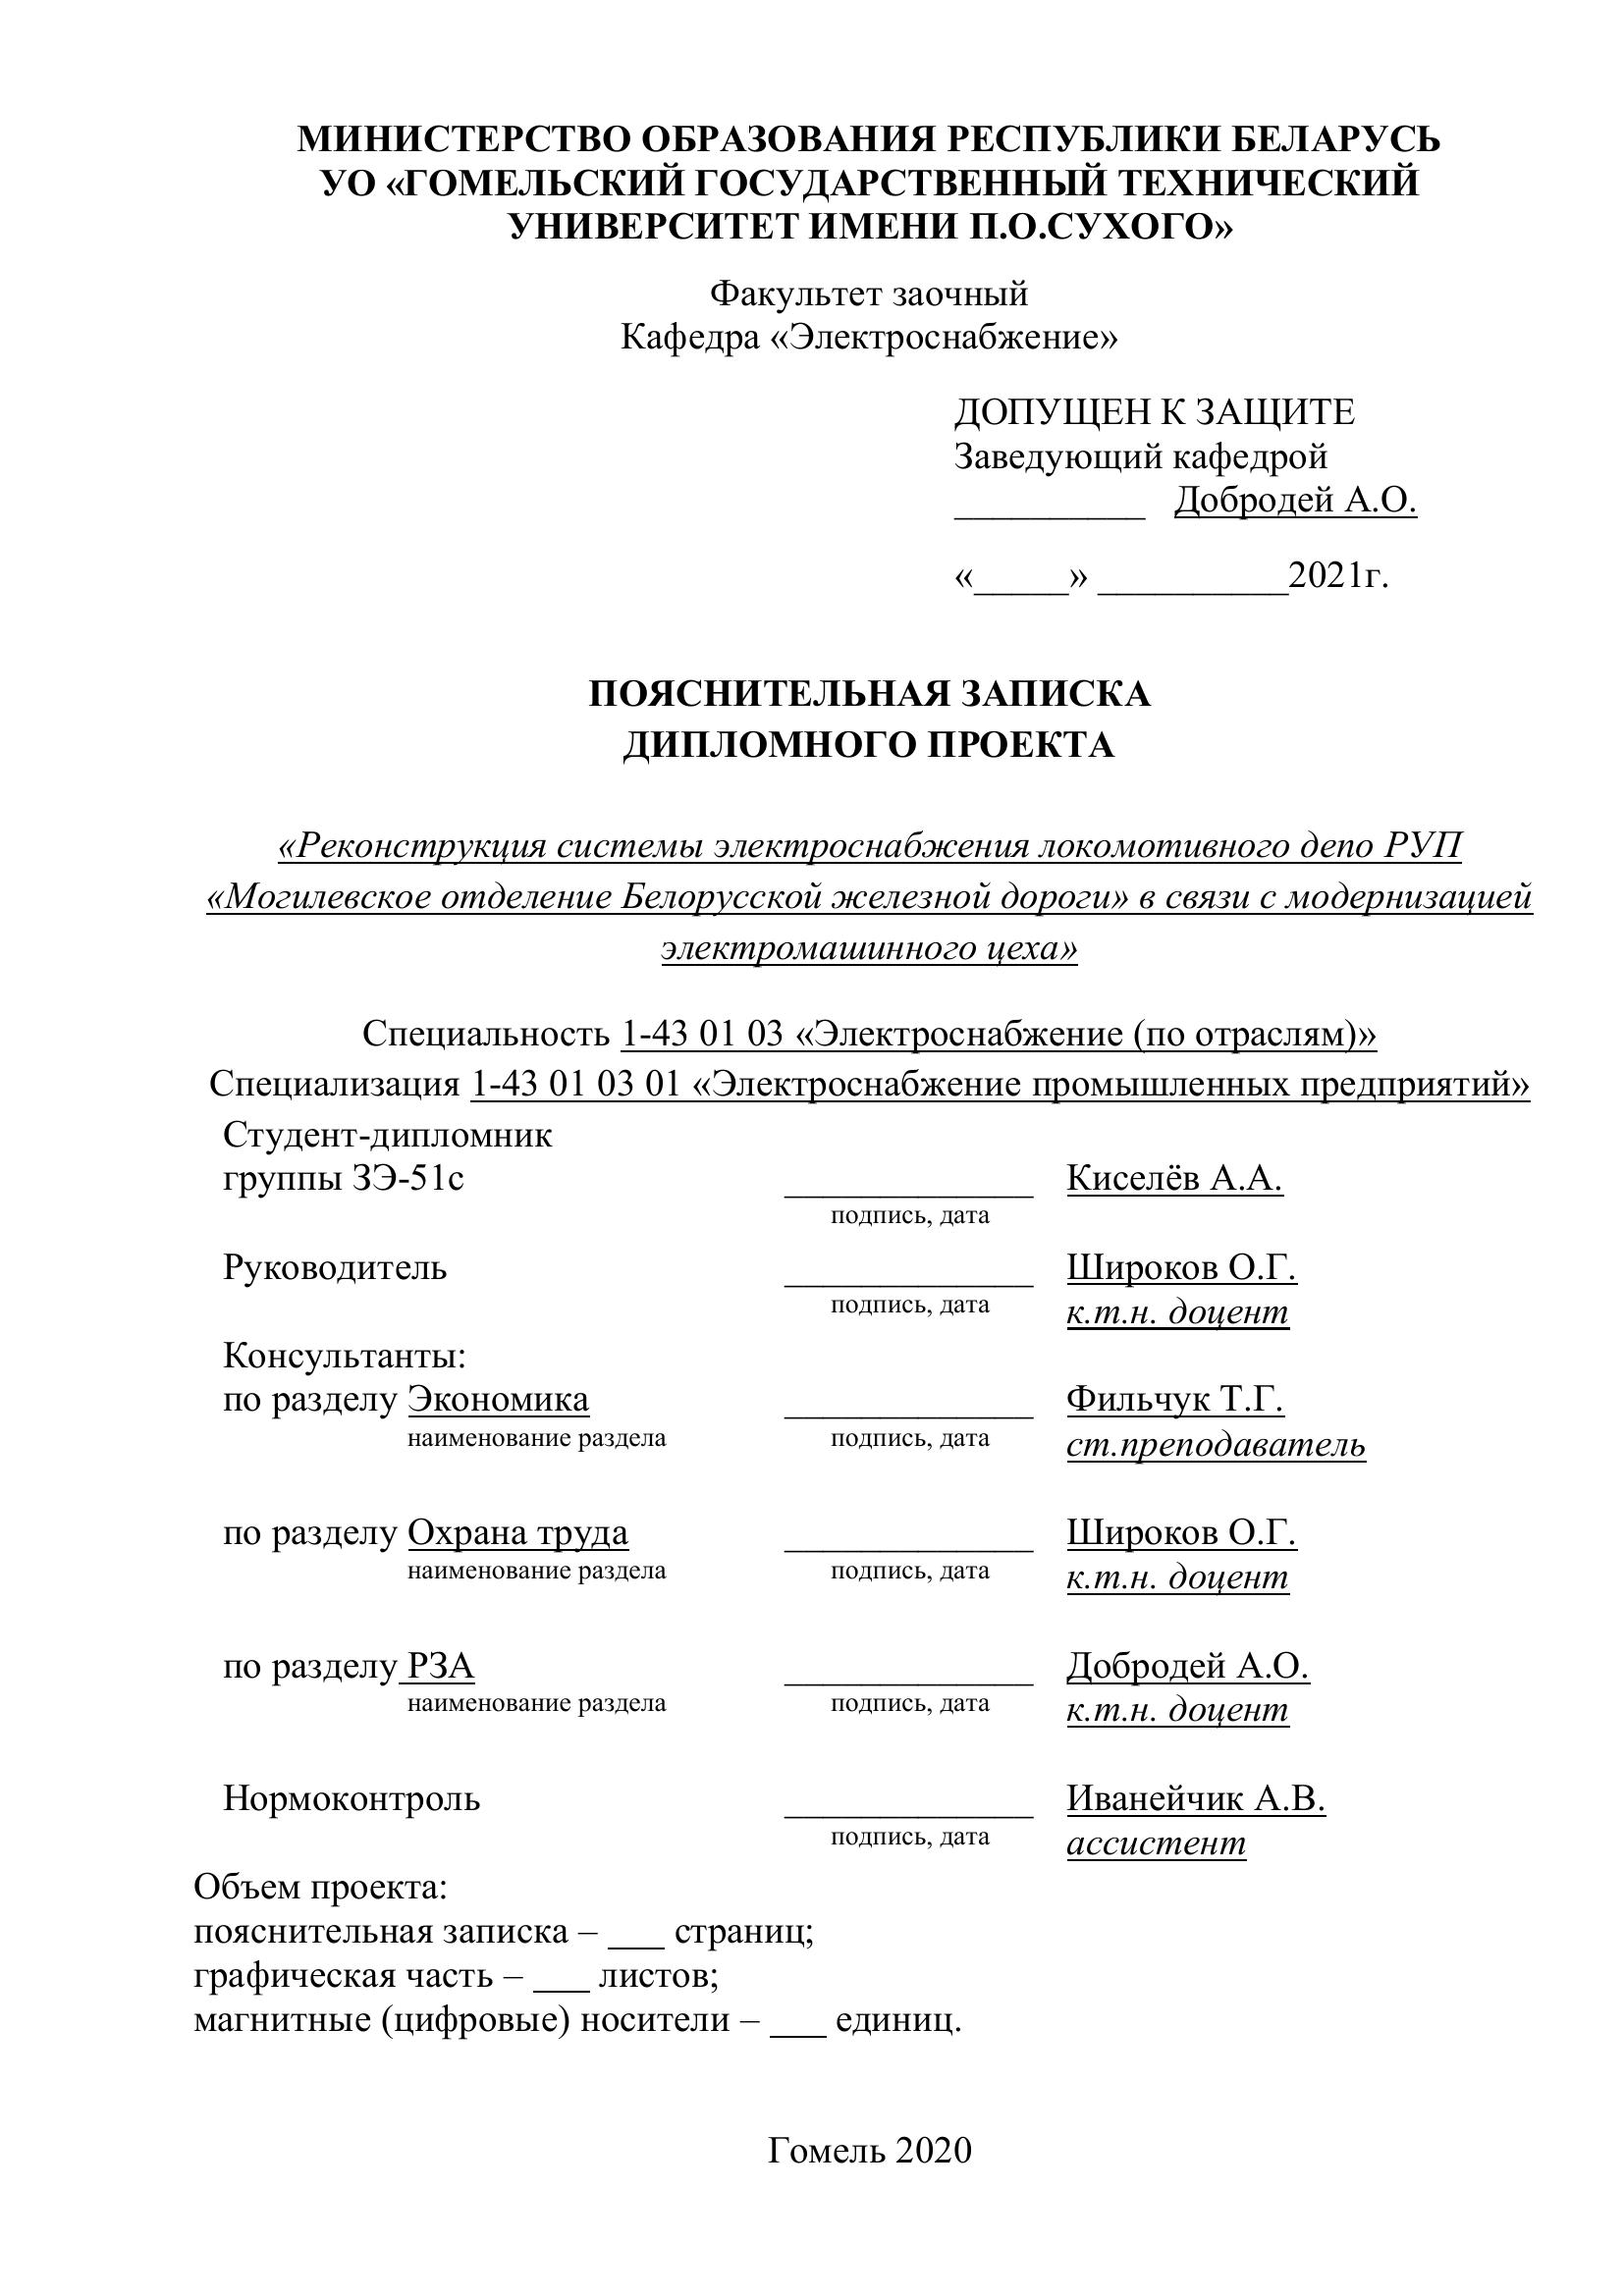 МИНИСТЕРСТВО ОБРАЗОВАНИЯ РЕСПУБЛИКИ БЕЛАРУСЬ
УО «ГОМЕЛЬСКИЙ ГОСУДАРСТВЕННЫЙ ТЕХНИЧЕСКИЙ
УНИВЕРСИТЕТ ИМЕНИ П.О.СУХОГО»
Факультет заочный
Кафедра «Электроснабжение»
ДОПУЩЕН К ЗАЩИТЕ
Заведующий кафедрой
__________ Добродей А.О.
«_____» __________2021г.
ПОЯСНИТЕЛЬНАЯ ЗАПИСКА
ДИПЛОМНОГО ПРОЕКТА
«Реконструкция системы электроснабжения локомотивного депо РУП
«Могилевское отделение Белорусской железной дороги» в связи с модернизацией
электромашинного цеха»
Специальность 1-43 01 03 «Электроснабжение (по отраслям)»
Специализация 1-43 01 03 01 «Электроснабжение промышленных предприятий»
Студент-дипломник
группы ЗЭ-51с _____________ Киселёв А.А.
подпись, дата
Руководитель _____________ Широков О.Г.
подпись, дата к.т.н. доцент
Консультанты:
по разделу Экономика _____________ Фильчук Т.Г.
наименование раздела подпись, дата ст.преподаватель
по разделу Охрана труда _____________ Широков О.Г.
наименование раздела подпись, дата к.т.н. доцент
по разделу РЗА _____________ Добродей А.О.
наименование раздела подпись, дата к.т.н. доцент
Нормоконтроль _____________ Иванейчик А.В.
подпись, дата ассистент
Объем проекта:
пояснительная записка – ___ страниц;
графическая часть – ___ листов;
магнитные (цифровые) носители – ___ единиц.
Гомель 2020